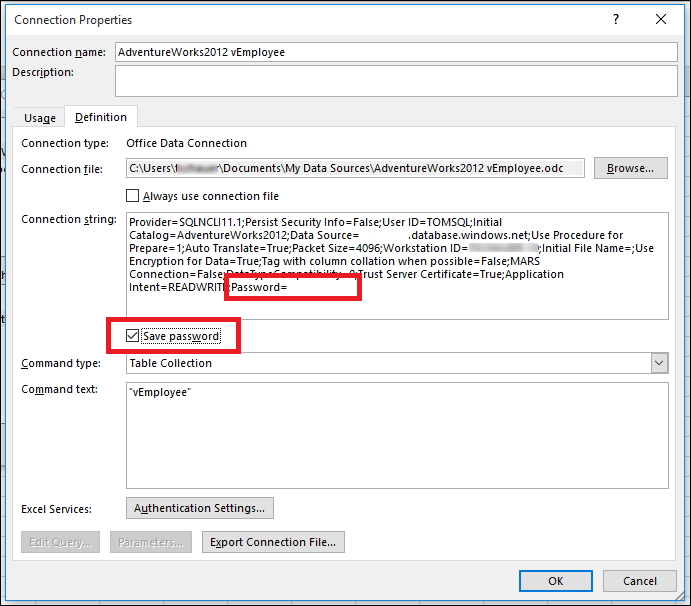 Connection Properties
Connection name: AdventureWorks2012 vEmployee
Description:
Usage Definition
Connection type: Office Data Connection
Connection file: C:\Users\ \Documents\My Data Sources\AdventureWorks2012 vEmployee.odc Browse...
Always use connection file
Connection string: Provider=SQLNCLI11.1;Persist Security Info=False;User ID=TOMSQL;Initial
Catalog=AdventureWorks2012;Data Source= .database.windows.net;Use Procedure for
Prepare=1;Auto Translate=True;Packet Size=4096;Workstation ID= ;Initial File Name=;Use
Encryption for Data=True;Tag with column collation when possible=False;MARS
Connection=False;DataTypeCompatibility=0;Trust Server Certificate=True;Application
Intent=READWRITE;Password=
Save password
Command type: Table Collection
Command text: "vEmployee"
Excel Services: Authentication Settings...
Edit Query... Parameters... Export Connection File...
OK Cancel